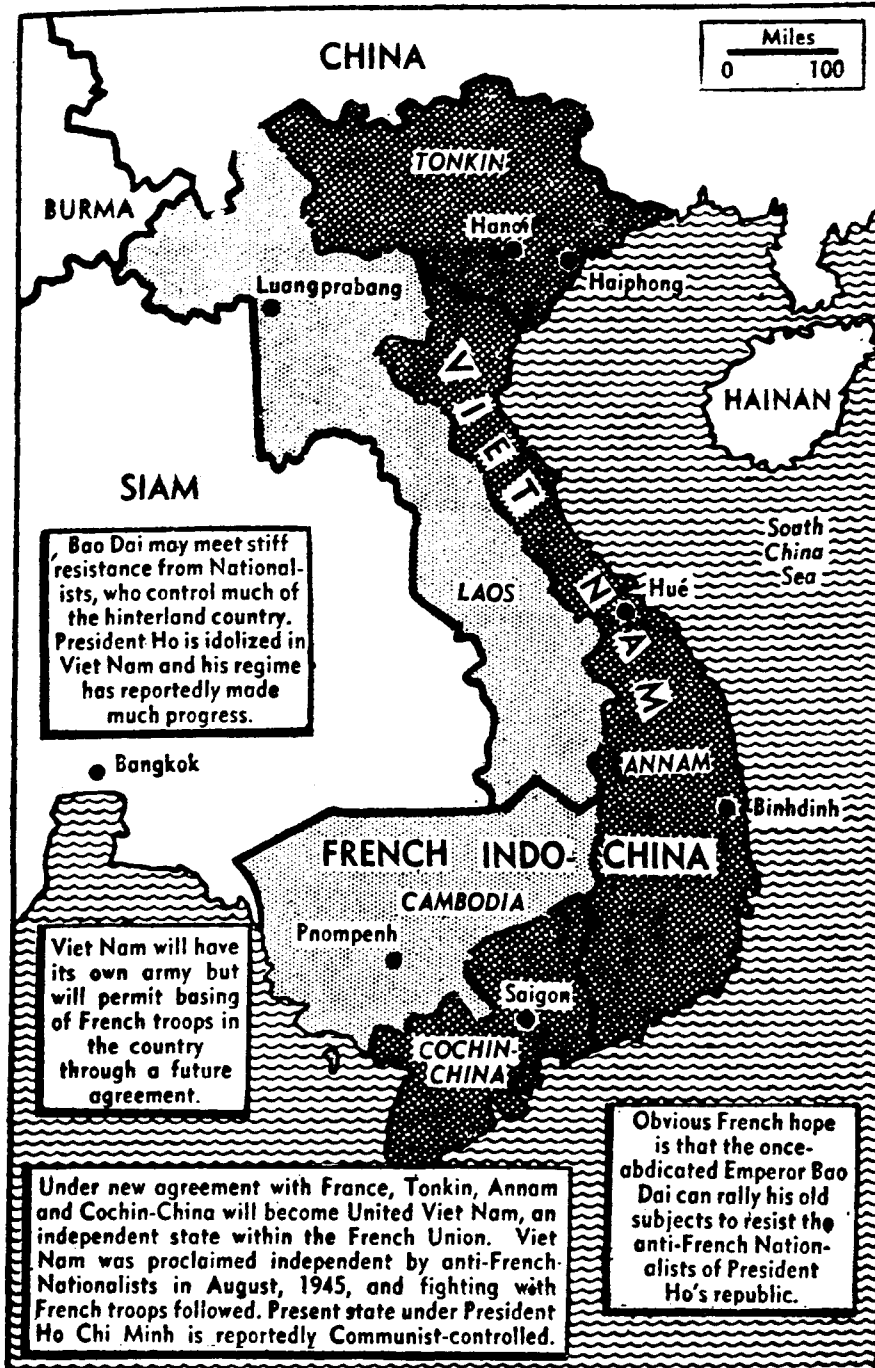 CHINA
Miles
0 100
TONKIN
BURMA
Hanoi
Haiphong
Luangprabang
VIET NAM
HAINAN
SIAM
South
China
Sea
Bao Dai may meet stiff
resistance from National-
ists, who control much of
the hinterland country.
President Ho is idolized in
Viet Nam and his regime
has reportedly made
much progress.
LAOS
Hué
Bangkok
ANNAM
Binhdinh
FRENCH INDO-CHINA
CAMBODIA
Pnompenh
Viet Nam will have
its own army but
will permit basing
of French troops in
the country
through a future
agreement.
Saigon
COCHIN-
CHINA
Obvious French hope
is that the once-
abdicated Emperor Bao
Dai can rally his old
subjects to resist the
anti-French Nation-
alists of President
Ho's republic.
Under new agreement with France, Tonkin, Annam
and Cochin-China will become United Viet Nam, an
independent state within the French Union. Viet
Nam was proclaimed independent by anti-French
Nationalists in August, 1945, and fighting with
French troops followed. Present state under President
Ho Chi Minh is reportedly Communist-controlled.